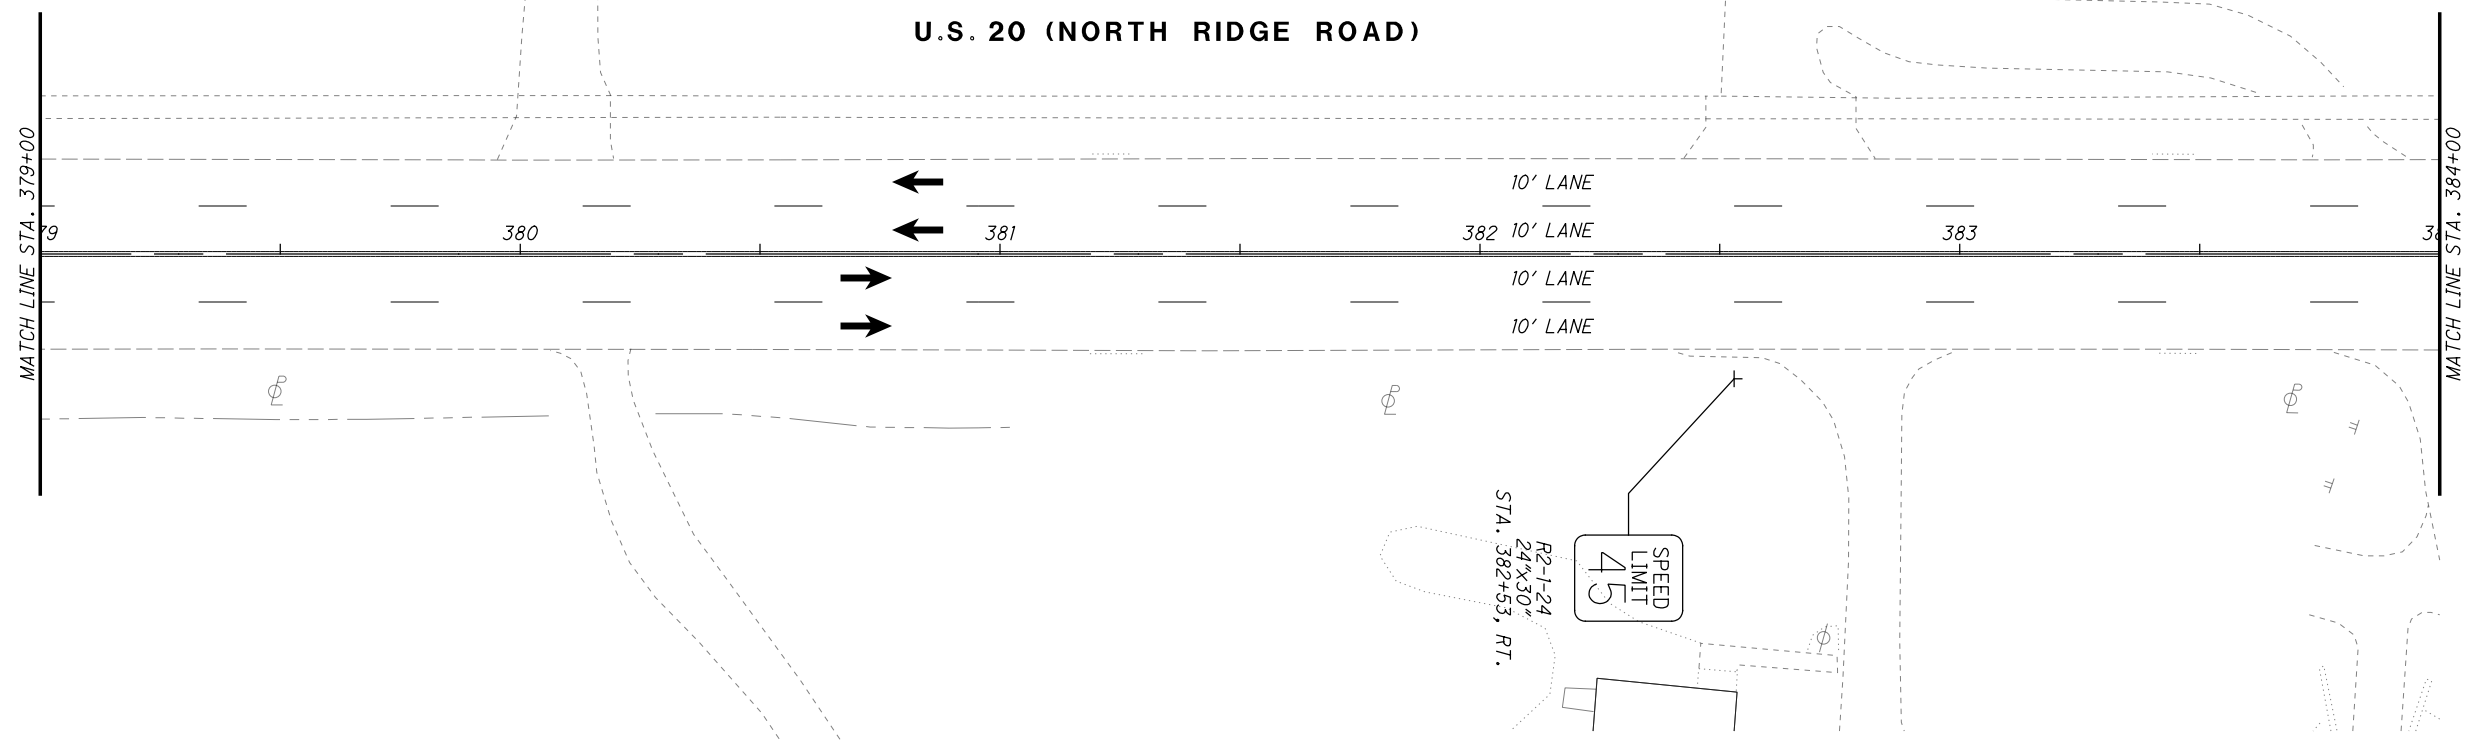 U.S. 20 (NORTH RIDGE ROAD)
MATCH LINE STA. 379+00
10' LANE
10' LANE
10' LANE
10' LANE
79
380
381
382
383
MATCH LINE STA. 384+00
SPEED
LIMIT
45
R2-1-24
24"x30"
STA. 382+53, RT.